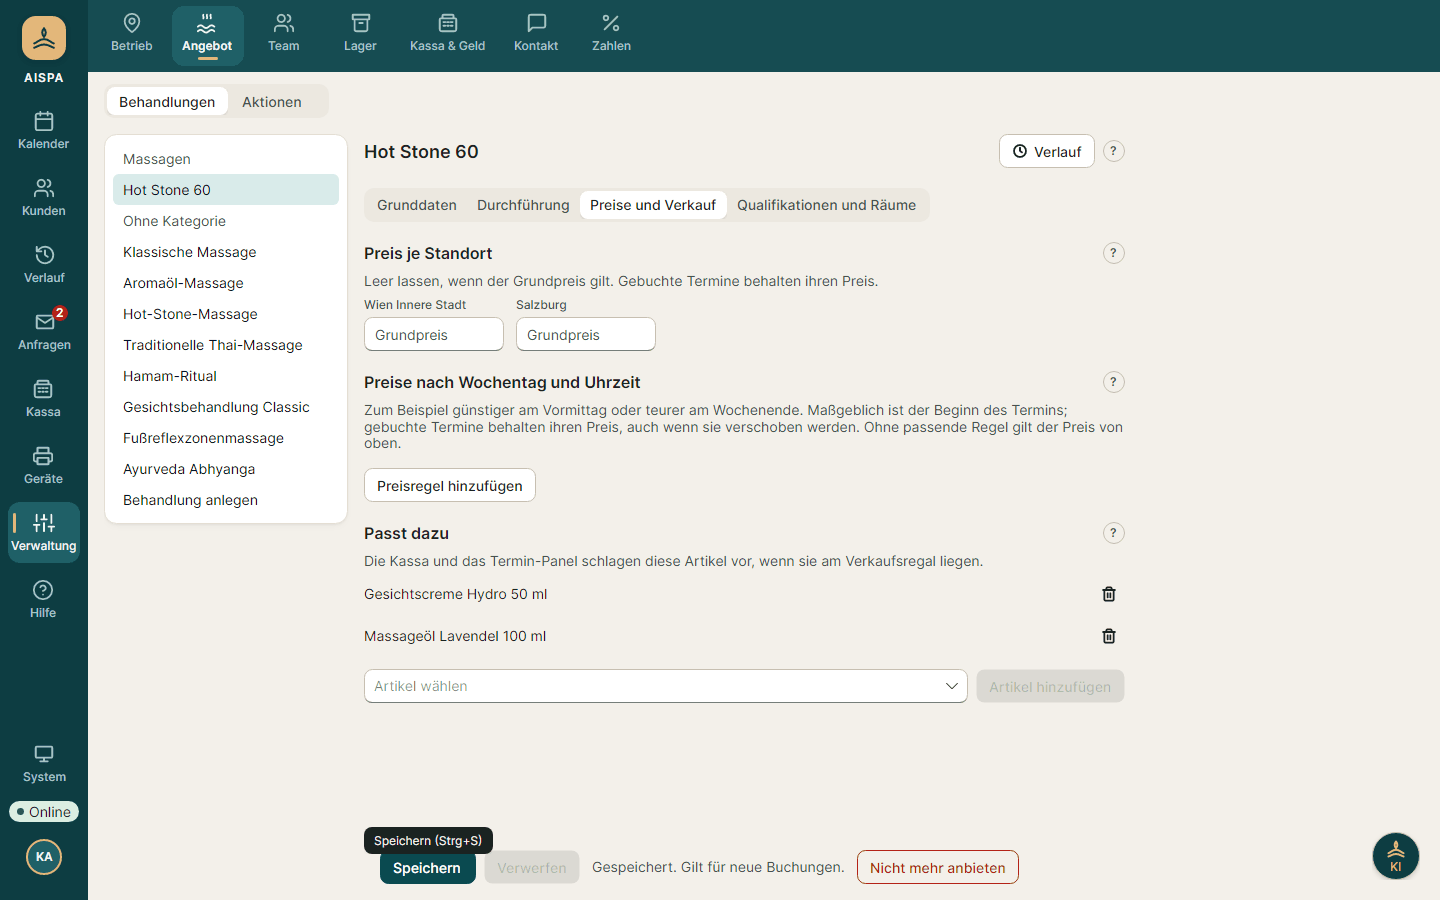 AISPA
Kalender
Kunden
Verlauf
2
Anfragen
Kassa
Geräte
Verwaltung
Hilfe
System
Online
KA
Betrieb
Angebot
Team
Lager
Kassa & Geld
Kontakt
Zahlen
Behandlungen
Aktionen
Massagen
Hot Stone 60
Ohne Kategorie
Klassische Massage
Aromaöl-Massage
Hot-Stone-Massage
Traditionelle Thai-Massage
Hamam-Ritual
Gesichtsbehandlung Classic
Fußreflexzonenmassage
Ayurveda Abhyanga
Behandlung anlegen
Hot Stone 60
Verlauf
?
Grunddaten
Durchführung
Preise und Verkauf
Qualifikationen und Räume
Preis je Standort
?
Leer lassen, wenn der Grundpreis gilt. Gebuchte Termine behalten ihren Preis.
Wien Innere Stadt
Salzburg
Grundpreis
Grundpreis
Preise nach Wochentag und Uhrzeit
?
Zum Beispiel günstiger am Vormittag oder teurer am Wochenende. Maßgeblich ist der Beginn des Termins;
gebuchte Termine behalten ihren Preis, auch wenn sie verschoben werden. Ohne passende Regel gilt der Preis von
oben.
Preisregel hinzufügen
Passt dazu
?
Die Kassa und das Termin-Panel schlagen diese Artikel vor, wenn sie am Verkaufsregal liegen.
Gesichtscreme Hydro 50 ml
Massageöl Lavendel 100 ml
Artikel wählen
Artikel hinzufügen
Speichern (Strg+S)
Speichern
Verwerfen
Gespeichert. Gilt für neue Buchungen.
Nicht mehr anbieten
KI